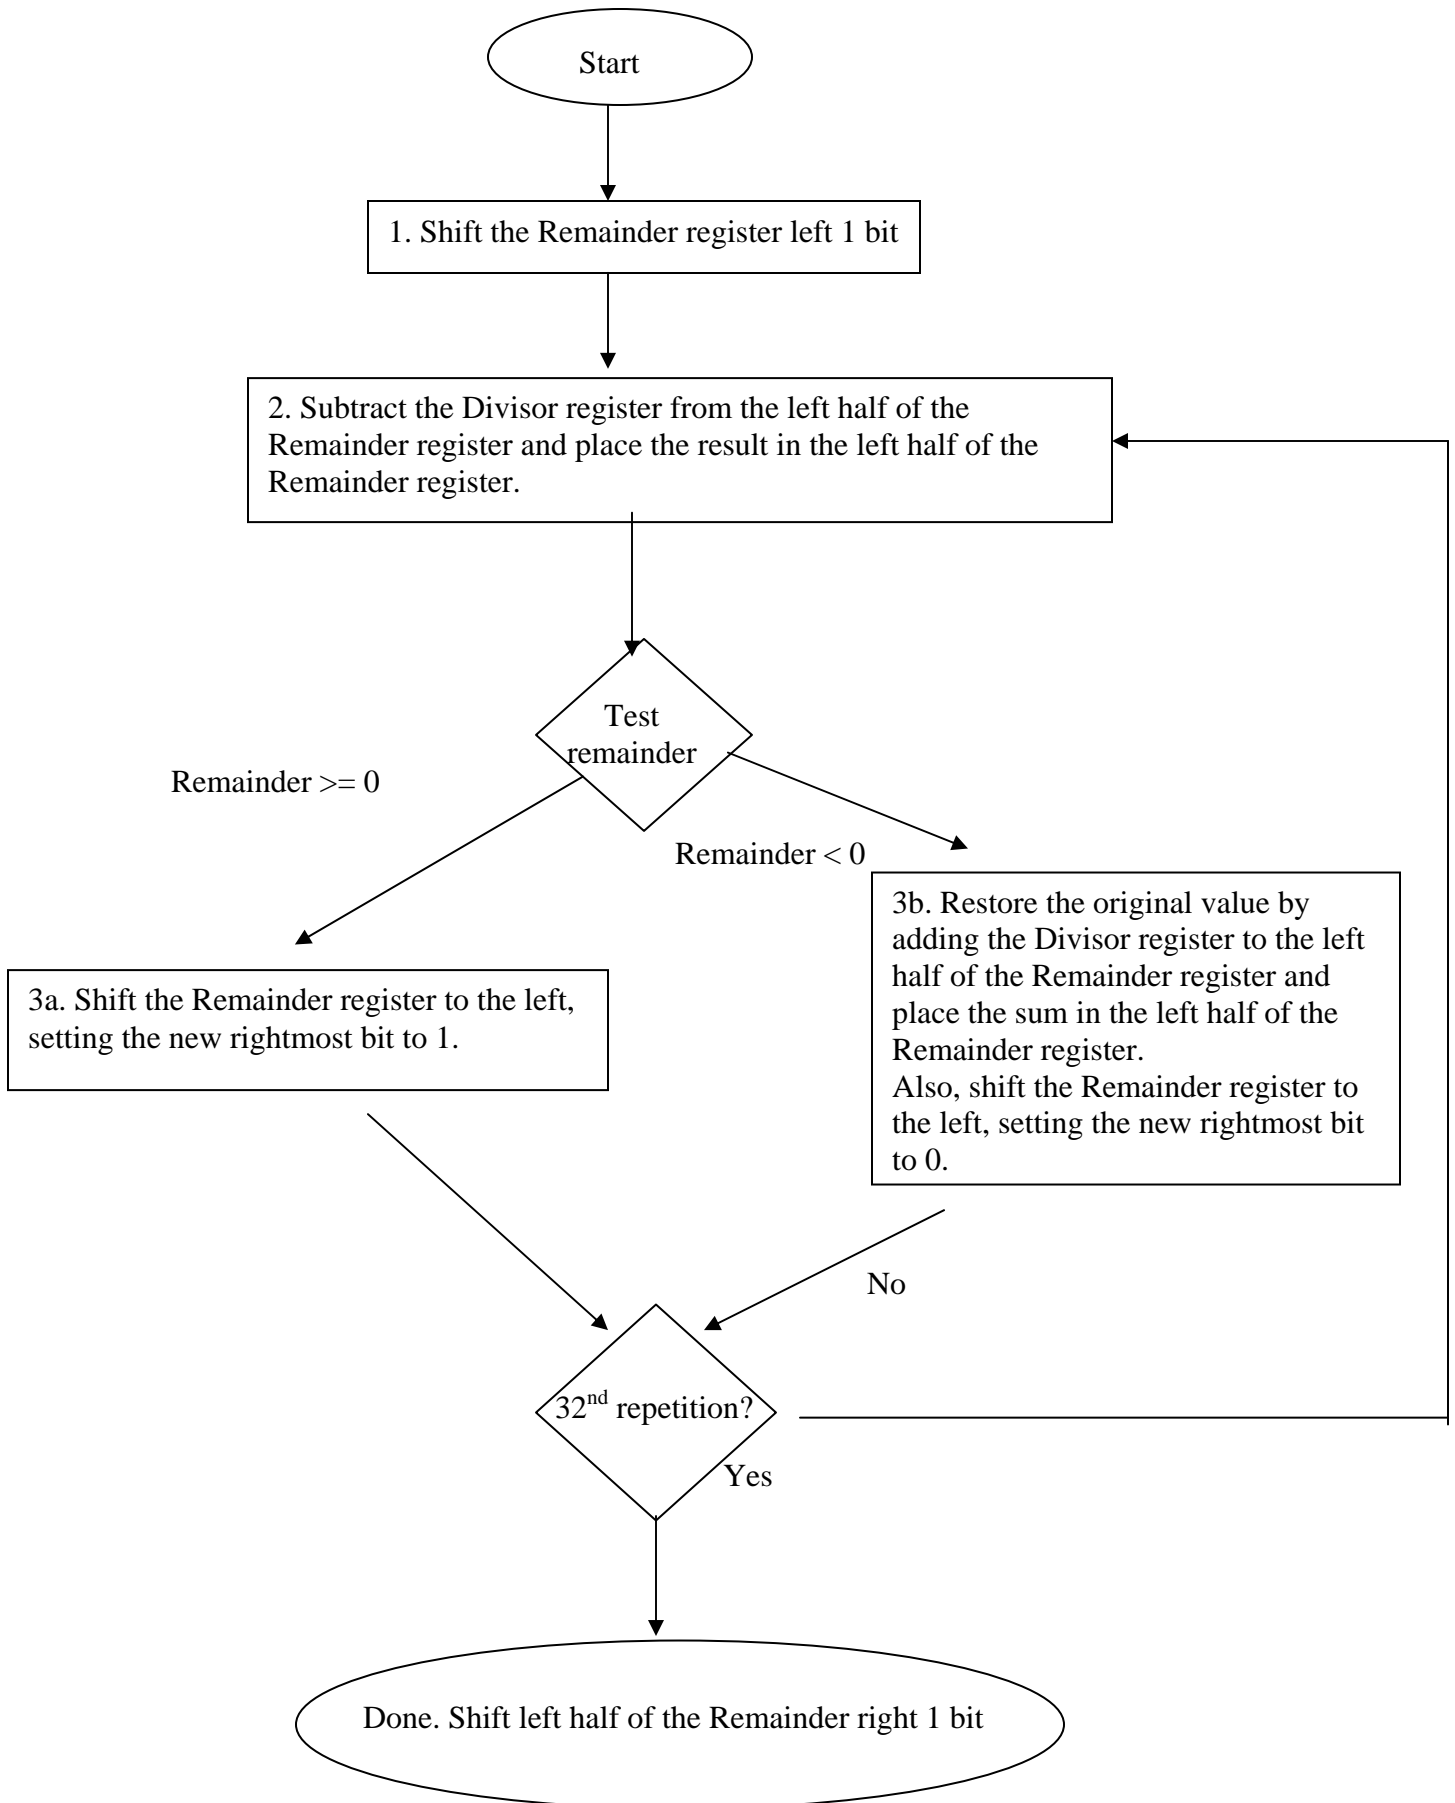 Start
1. Shift the Remainder register left 1 bit
2. Subtract the Divisor register from the left half of the
Remainder register and place the result in the left half of the
Remainder register.
Test
remainder
Remainder >= 0
Remainder < 0
3b. Restore the original value by
adding the Divisor register to the left
half of the Remainder register and
place the sum in the left half of the
Remainder register.
Also, shift the Remainder register to
the left, setting the new rightmost bit
to 0.
3a. Shift the Remainder register to the left,
setting the new rightmost bit to 1.
No
32nd repetition?
Yes
Done. Shift left half of the Remainder right 1 bit